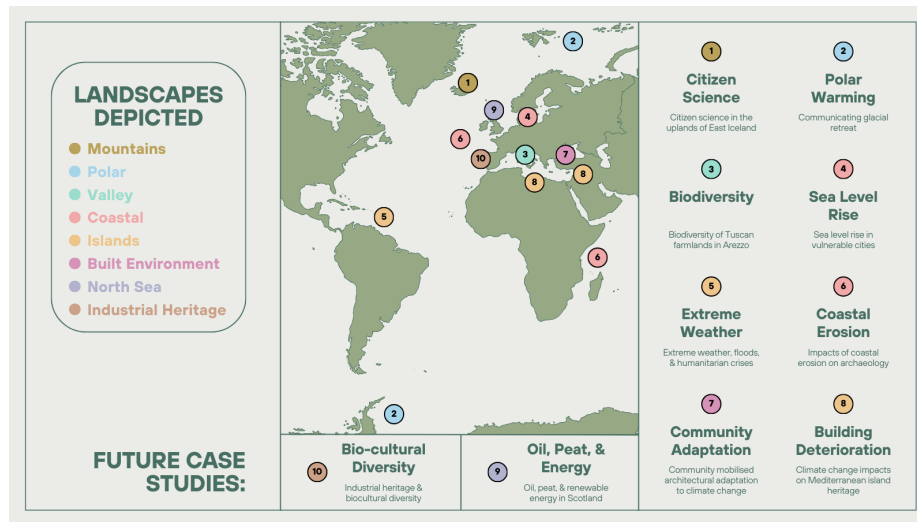 LANDSCAPES
DEPICTED
Mountains
Polar
Valley
Coastal
Islands
Built Environment
North Sea
Industrial Heritage
FUTURE CASE
STUDIES:
2
1
9
4
6
10
3
7
8
8
5
6
2
10
Bio-cultural
Diversity
Industrial heritage &
biocultural diversity
9
Oil, Peat, &
Energy
Oil, peat, & renewable
energy in Scotland
1
Citizen
Science
Citizen science in the
uplands of East Iceland
2
Polar
Warming
Communicating glacial
retreat
3
Biodiversity
Biodiversity of Tuscan
farmlands in Arezzo
4
Sea Level
Rise
Sea level rise in
vulnerable cities
5
Extreme
Weather
Extreme weather, floods,
& humanitarian crises
6
Coastal
Erosion
Impacts of coastal
erosion on archaeology
7
Community
Adaptation
Community mobilised
architectural adaptation
to climate change
8
Building
Deterioration
Climate change impacts
on Mediterranean island
heritage